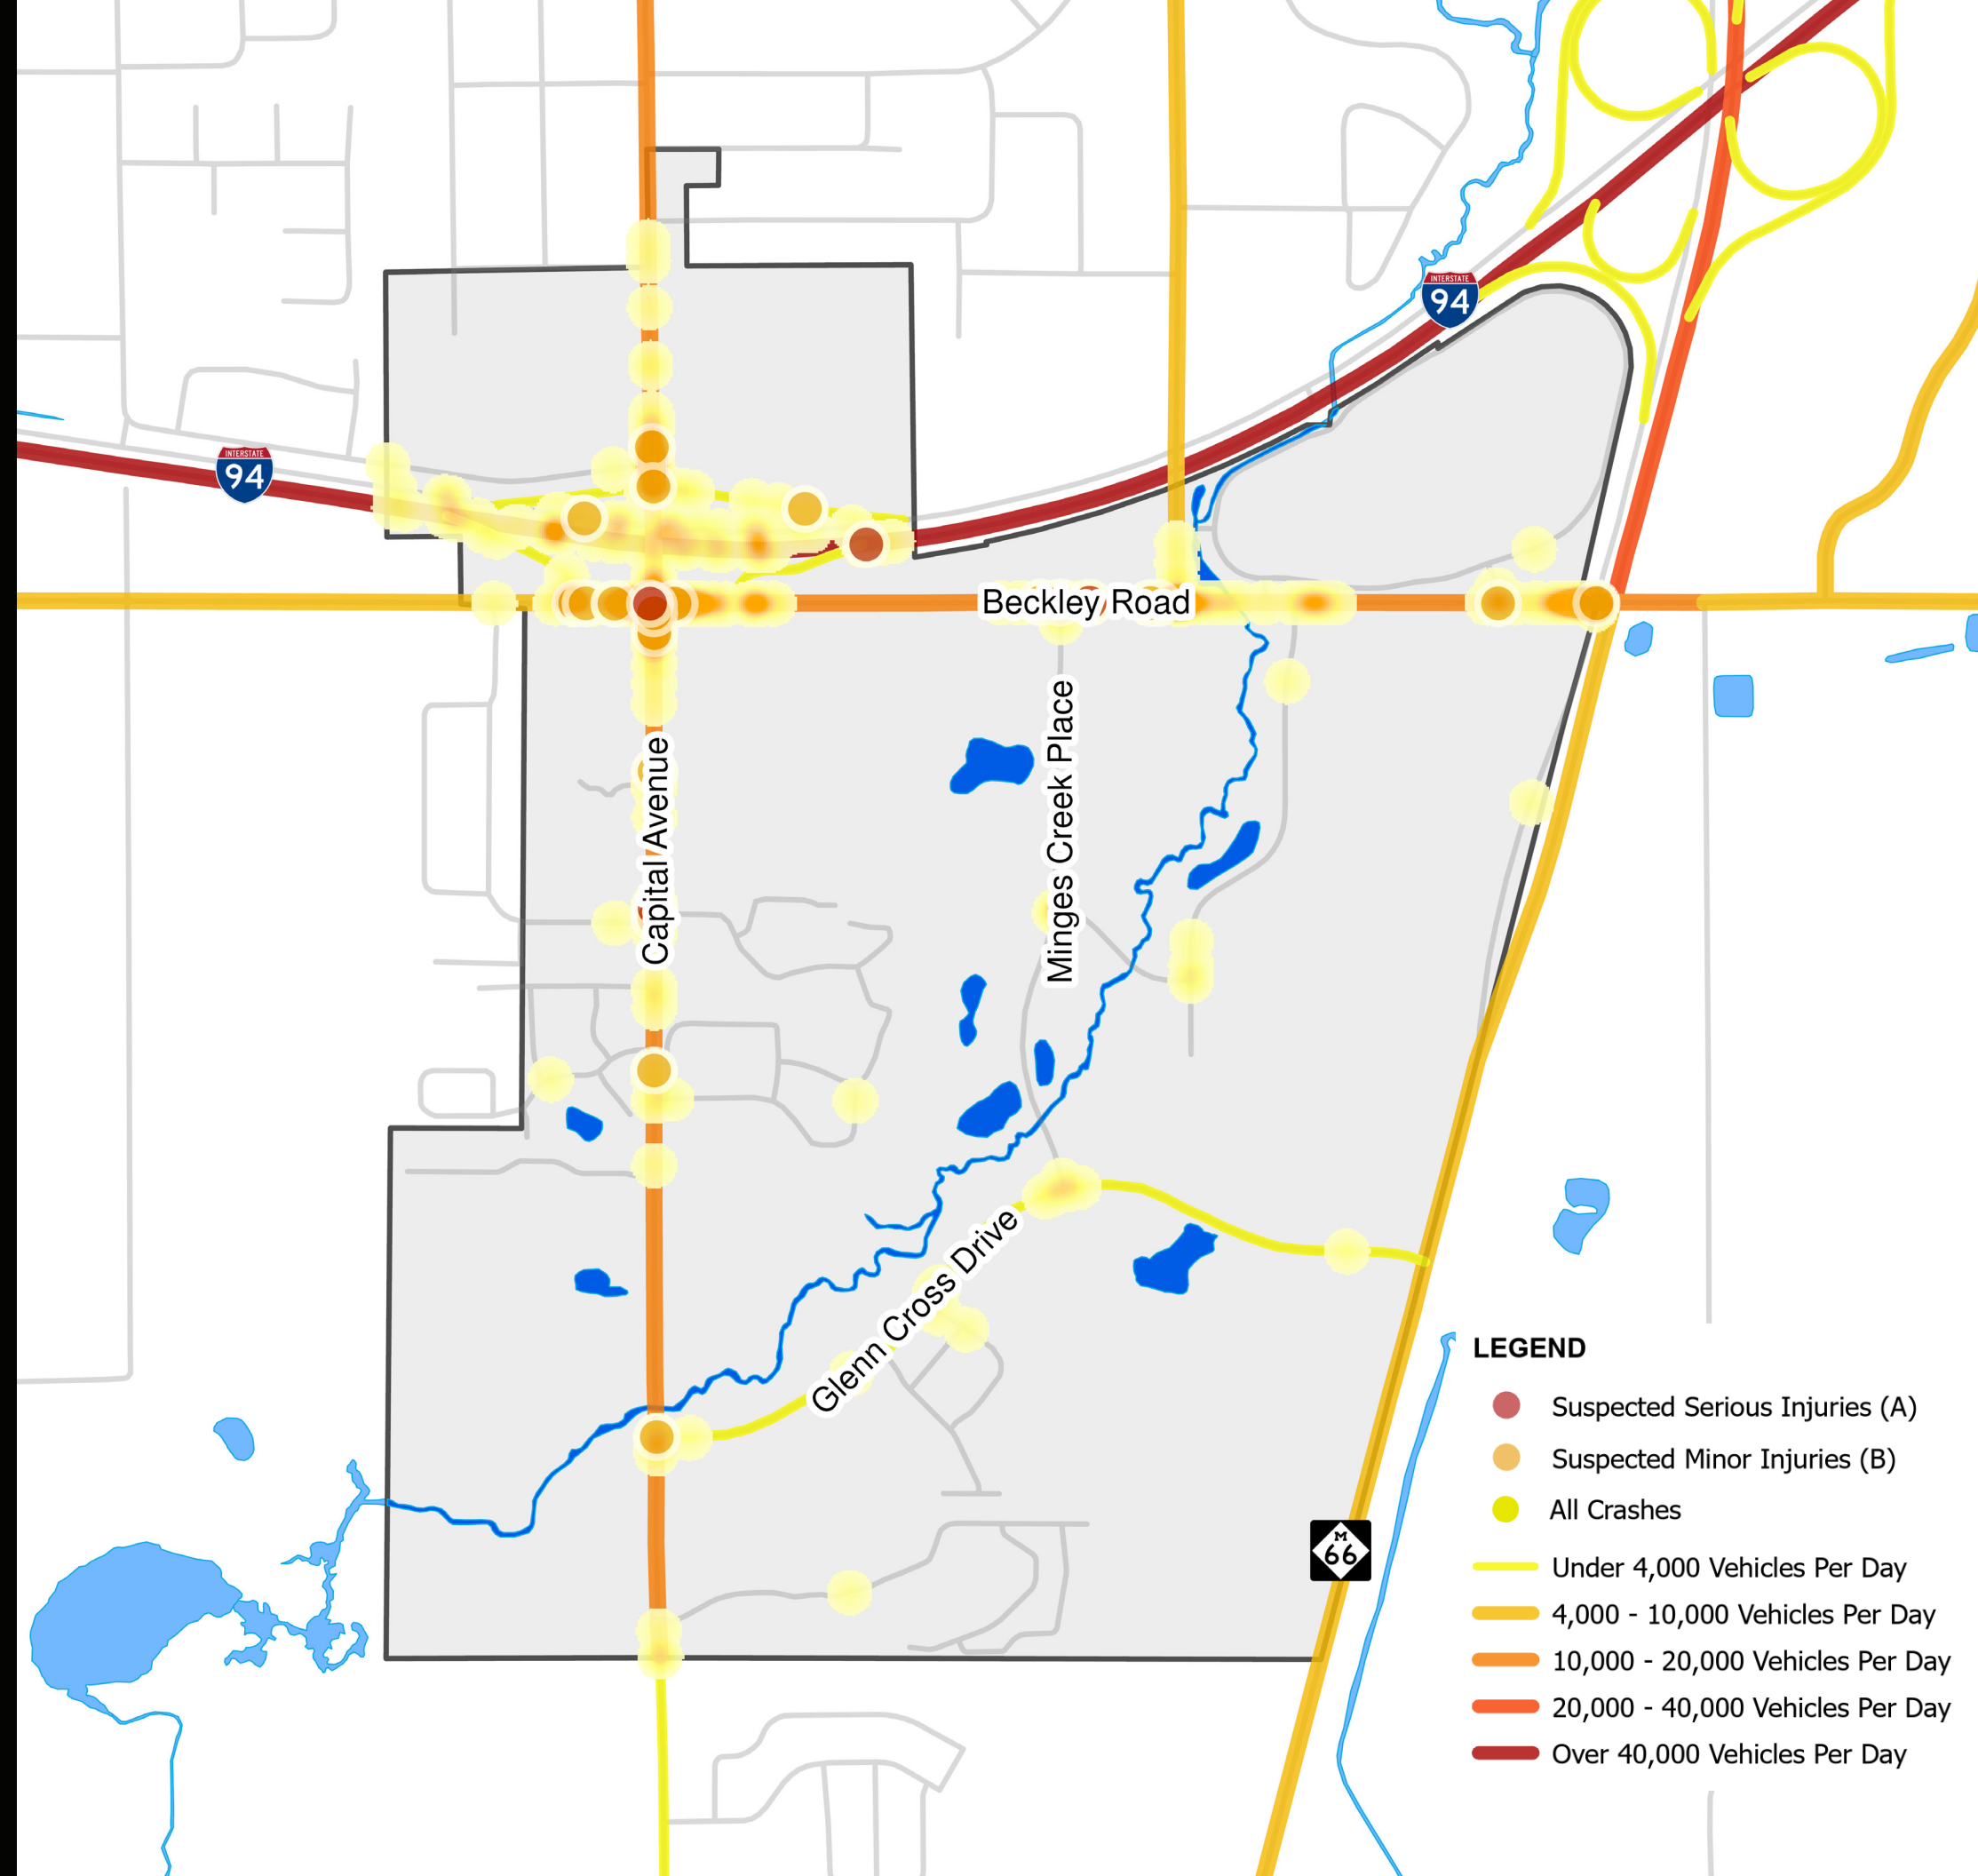 INTERSTATE
94
INTERSTATE
94
Beckley Road
Capital Avenue
Minges Creek Place
Glenn Cross Drive
M
66
LEGEND
Suspected Serious Injuries (A)
Suspected Minor Injuries (B)
All Crashes
Under 4,000 Vehicles Per Day
4,000 - 10,000 Vehicles Per Day
10,000 - 20,000 Vehicles Per Day
20,000 - 40,000 Vehicles Per Day
Over 40,000 Vehicles Per Day